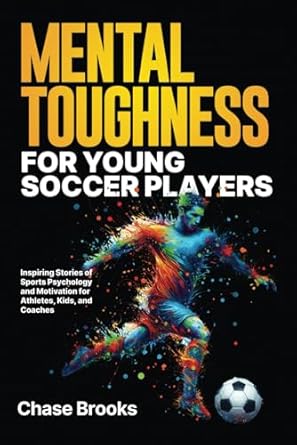 MENTAL
TOUGHNESS
FOR YOUNG
SOCCER PLAYERS
Inspiring Stories of
Sports Psychology
and Motivation for
Athletes, Kids, and
Coaches
Chase Brooks